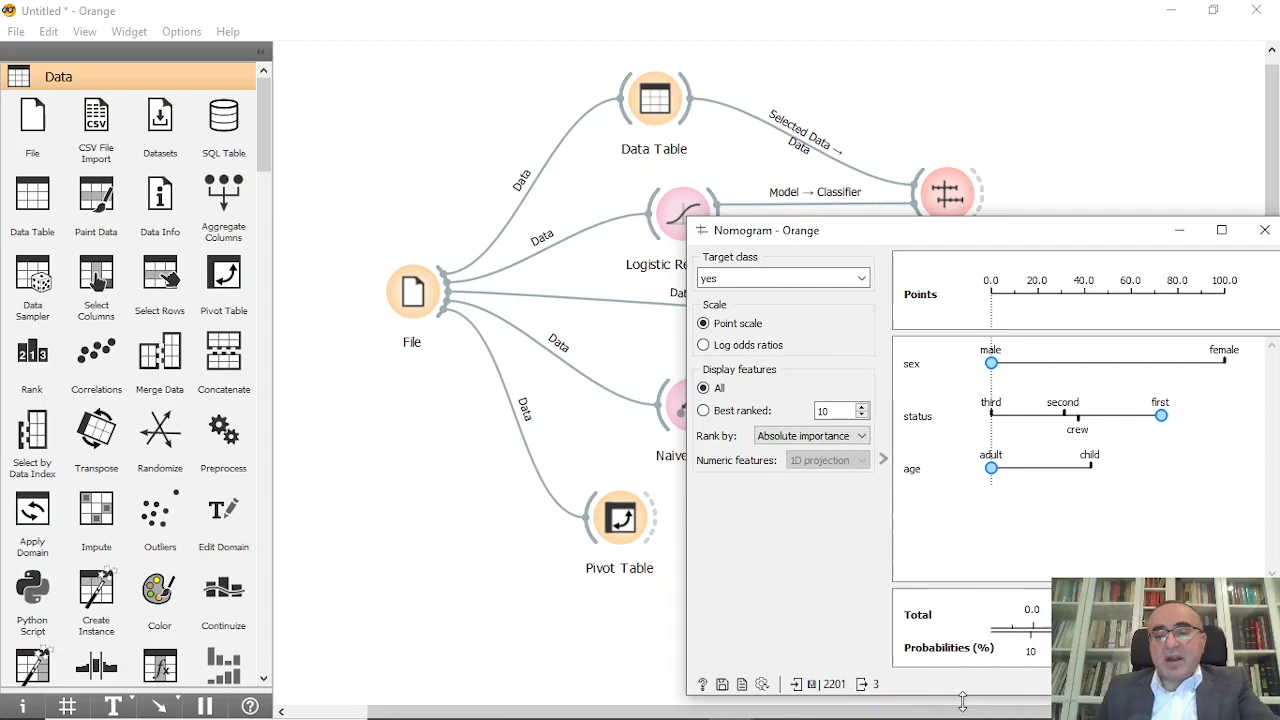 Untitled * - Orange
File Edit View Widget Options Help
Data
File
CSV File Import
Datasets
SQL Table
Data Table
Paint Data
Data Info
Aggregate Columns
Data Sampler
Select Columns
Select Rows
Pivot Table
Rank
Correlations
Merge Data
Concatenate
Select by Data Index
Transpose
Randomize
Preprocess
Apply Domain
Impute
Outliers
Edit Domain
Python Script
Create Instance
Color
Continuize
Data Table
Selected Data → Data
Data
Model → Classifier
Data
Logistic Re
Data
File
Data
Naive
Data
Pivot Table
Nomogram - Orange
Target class
yes
Scale
Point scale
Log odds ratios
Display features
All
Best ranked: 10
Rank by: Absolute importance
Numeric features: 1D projection
Points
0.0 20.0 40.0 60.0 80.0 100.0
male female
sex
third second first
status
crew
adult child
age
Total 0.0
Probabilities (%) 10
2201 3